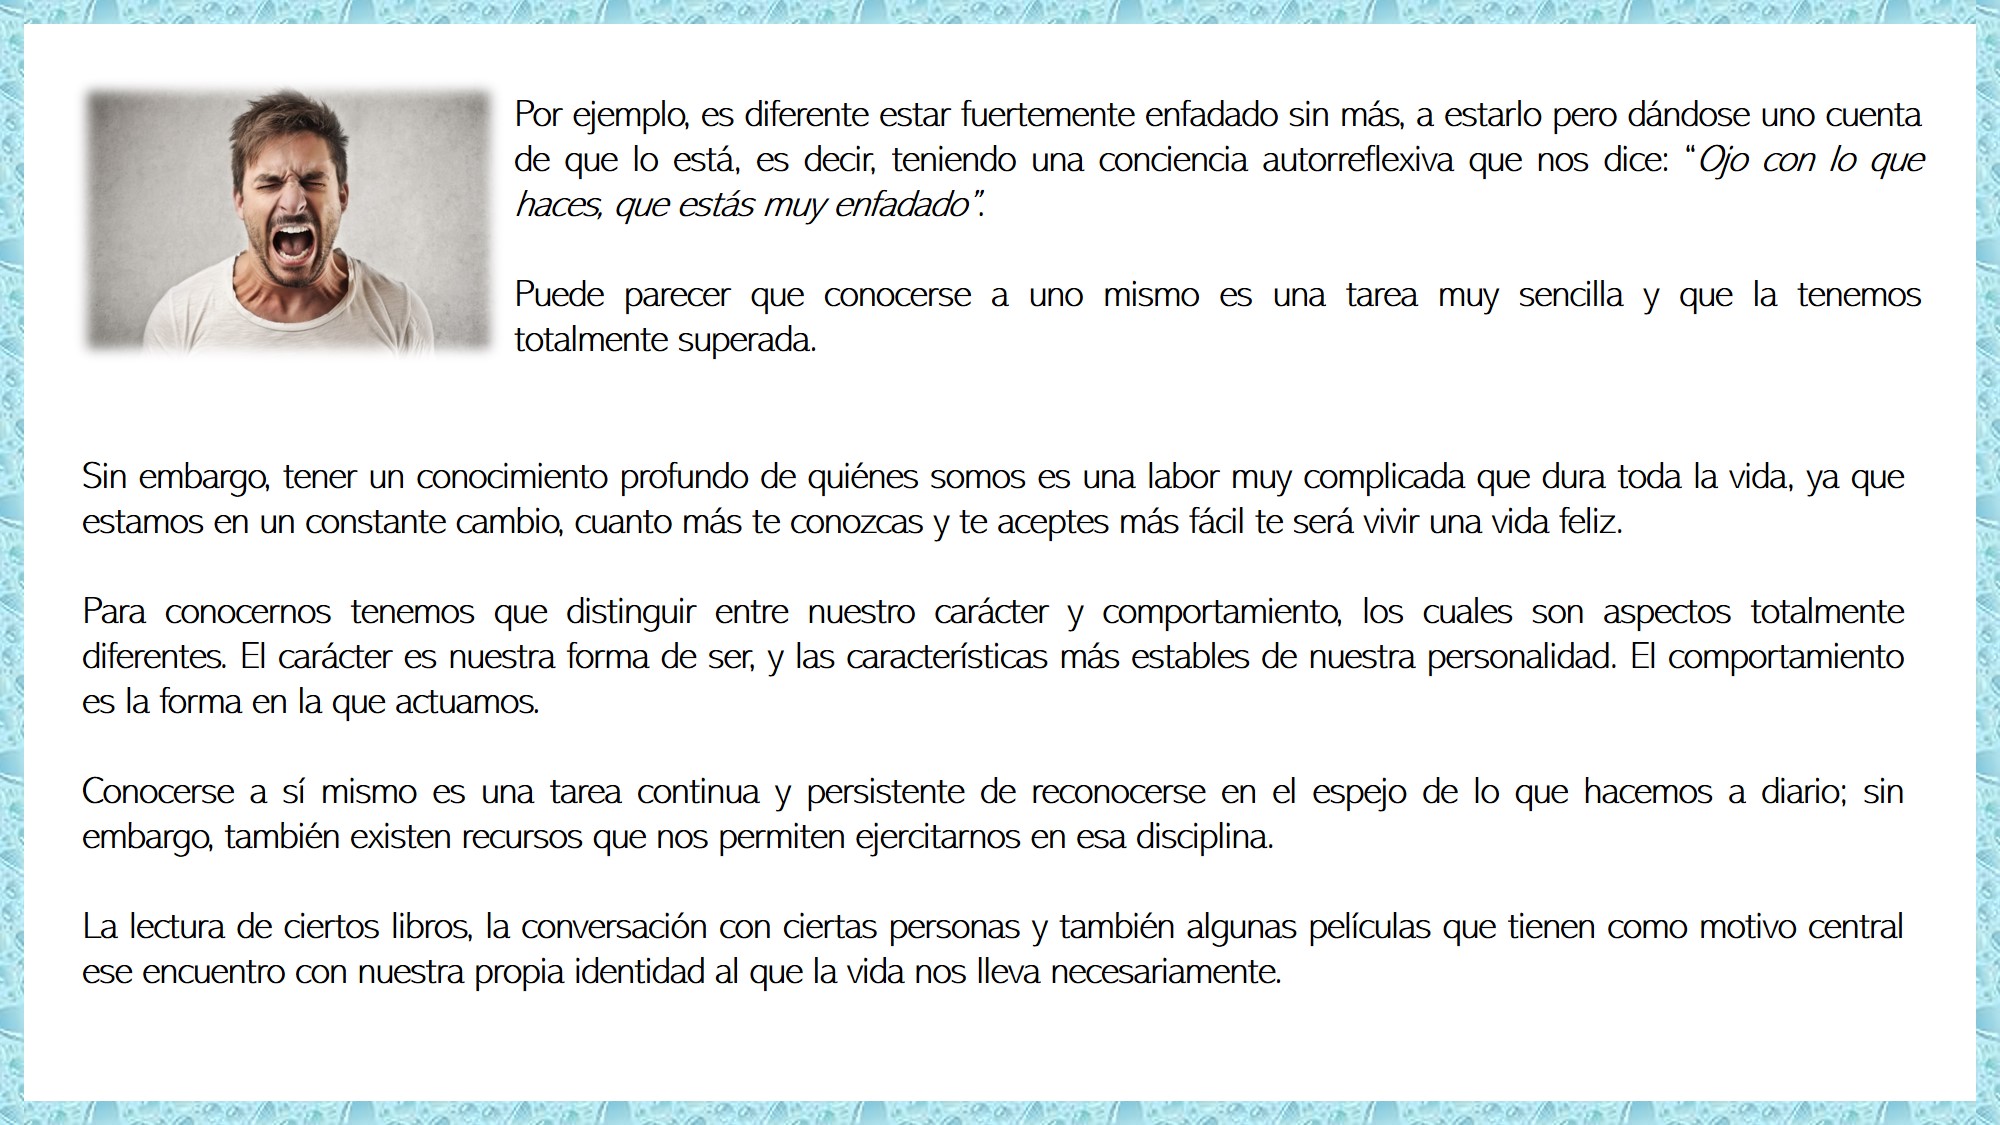 Por ejemplo, es diferente estar fuertemente enfadado sin más, a estarlo pero dándose uno cuenta
de que lo está, es decir, teniendo una conciencia autorreflexiva que nos dice: “Ojo con lo que
haces, que estás muy enfadado”.
Puede parecer que conocerse a uno mismo es una tarea muy sencilla y que la tenemos
totalmente superada.
Sin embargo, tener un conocimiento profundo de quiénes somos es una labor muy complicada que dura toda la vida, ya que
estamos en un constante cambio, cuanto más te conozcas y te aceptes más fácil te será vivir una vida feliz.
Para conocernos tenemos que distinguir entre nuestro carácter y comportamiento, los cuales son aspectos totalmente
diferentes. El carácter es nuestra forma de ser, y las características más estables de nuestra personalidad. El comportamiento
es la forma en la que actuamos.
Conocerse a sí mismo es una tarea continua y persistente de reconocerse en el espejo de lo que hacemos a diario; sin
embargo, también existen recursos que nos permiten ejercitarnos en esa disciplina.
La lectura de ciertos libros, la conversación con ciertas personas y también algunas películas que tienen como motivo central
ese encuentro con nuestra propia identidad al que la vida nos lleva necesariamente.